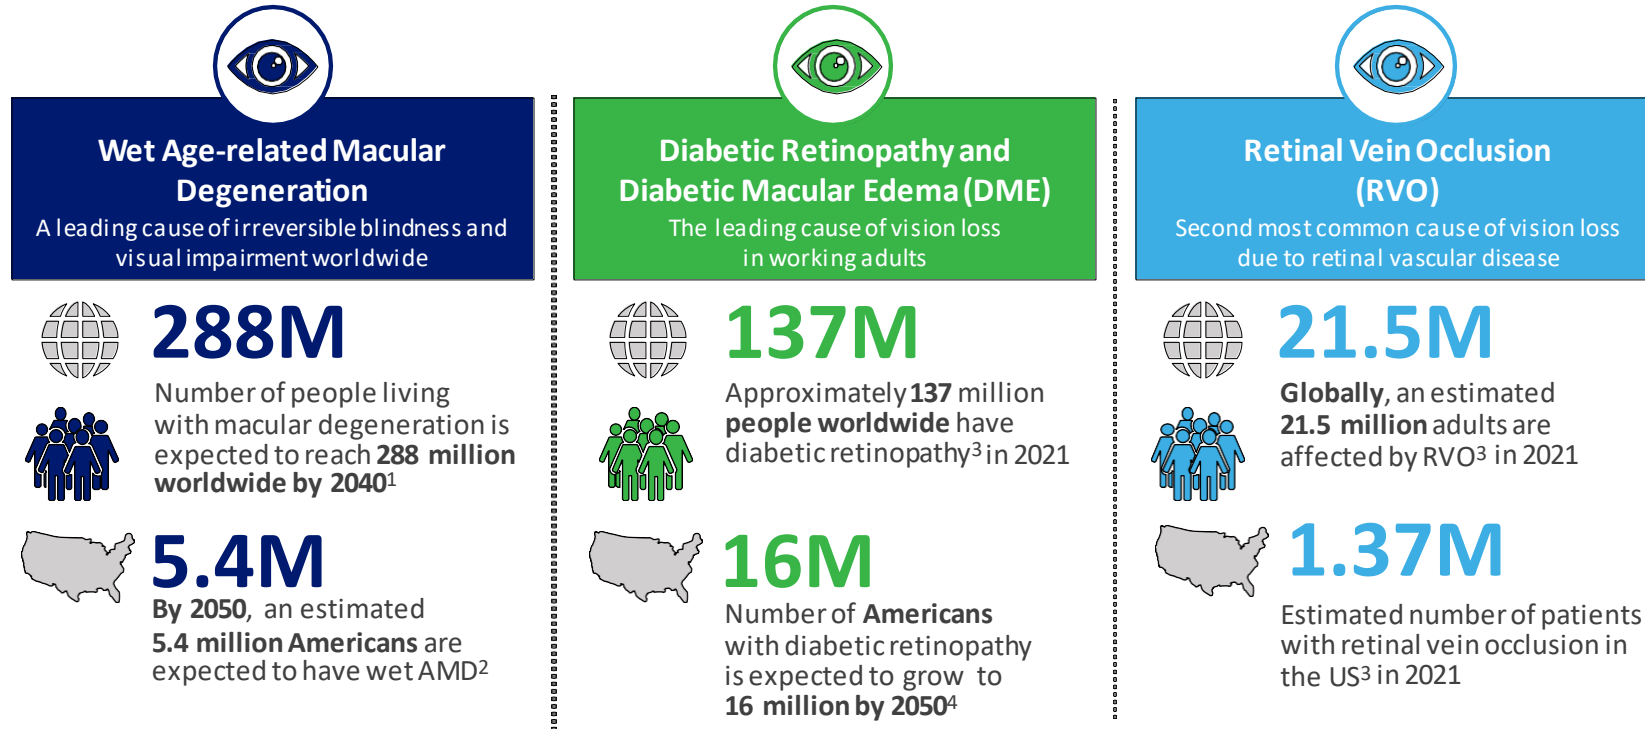 Wet Age-related Macular
Degeneration
A leading cause of irreversible blindness and
visual impairment worldwide
288M
Number of people living
with macular degeneration is
expected to reach 288 million
worldwide by 2040¹
5.4M
By 2050, an estimated
5.4 million Americans are
expected to have wet AMD²
Diabetic Retinopathy and
Diabetic Macular Edema (DME)
The leading cause of vision loss
in working adults
137M
Approximately 137 million
people worldwide have
diabetic retinopathy³ in 2021
16M
Number of Americans
with diabetic retinopathy
is expected to grow to
16 million by 2050⁴
Retinal Vein Occlusion
(RVO)
Second most common cause of vision loss
due to retinal vascular disease
21.5M
Globally, an estimated
21.5 million adults are
affected by RVO³ in 2021
1.37M
Estimated number of patients
with retinal vein occlusion in
the US³ in 2021